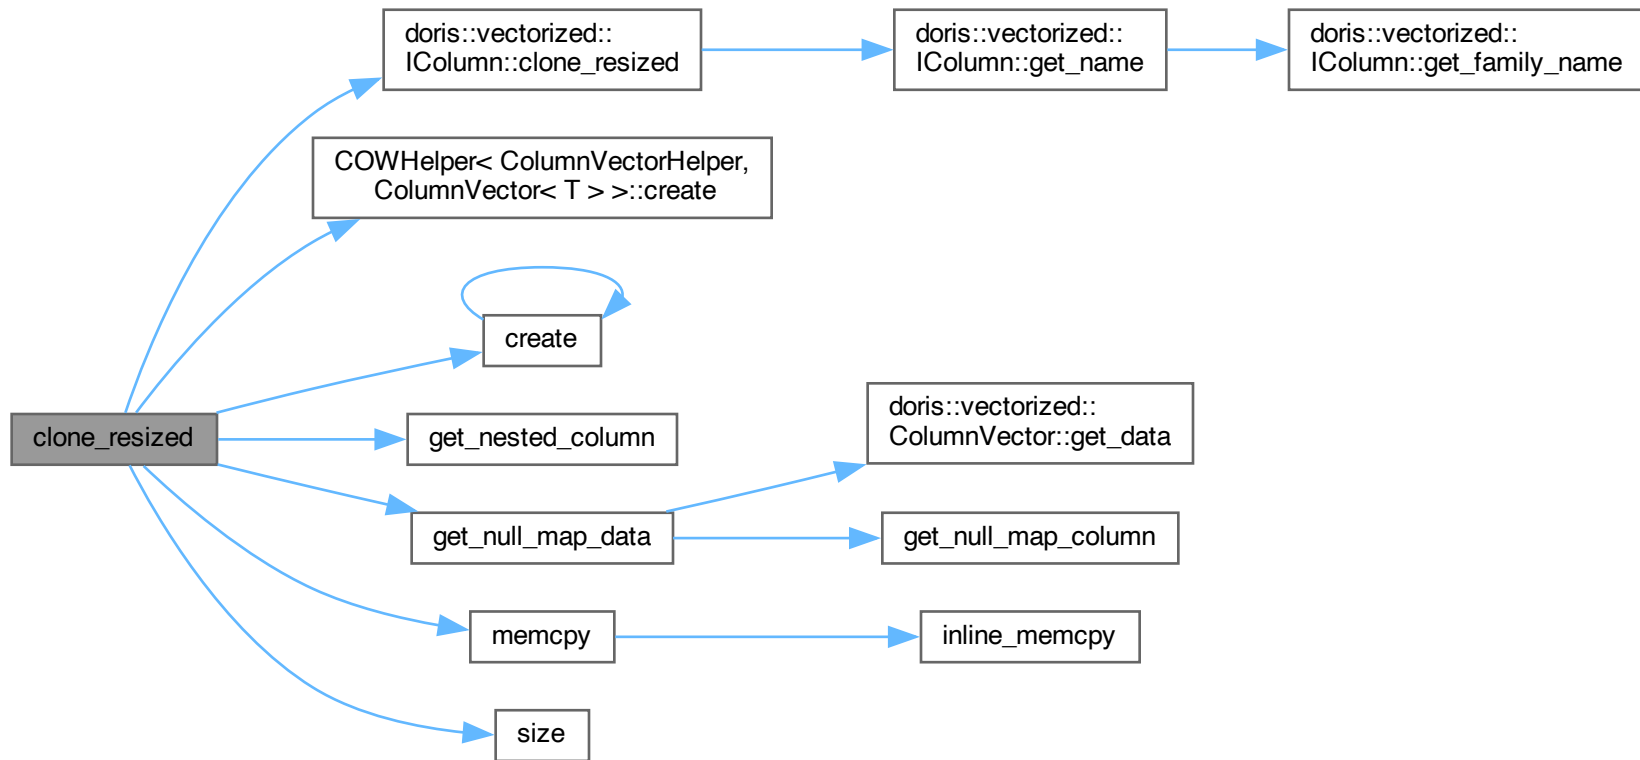 doris::vectorized::
IColumn::clone_resized
doris::vectorized::
IColumn::get_name
doris::vectorized::
IColumn::get_family_name
COWHelper< ColumnVectorHelper,
ColumnVector< T > >::create
create
clone_resized
get_nested_column
doris::vectorized::
ColumnVector::get_data
get_null_map_data
get_null_map_column
memcpy
inline_memcpy
size